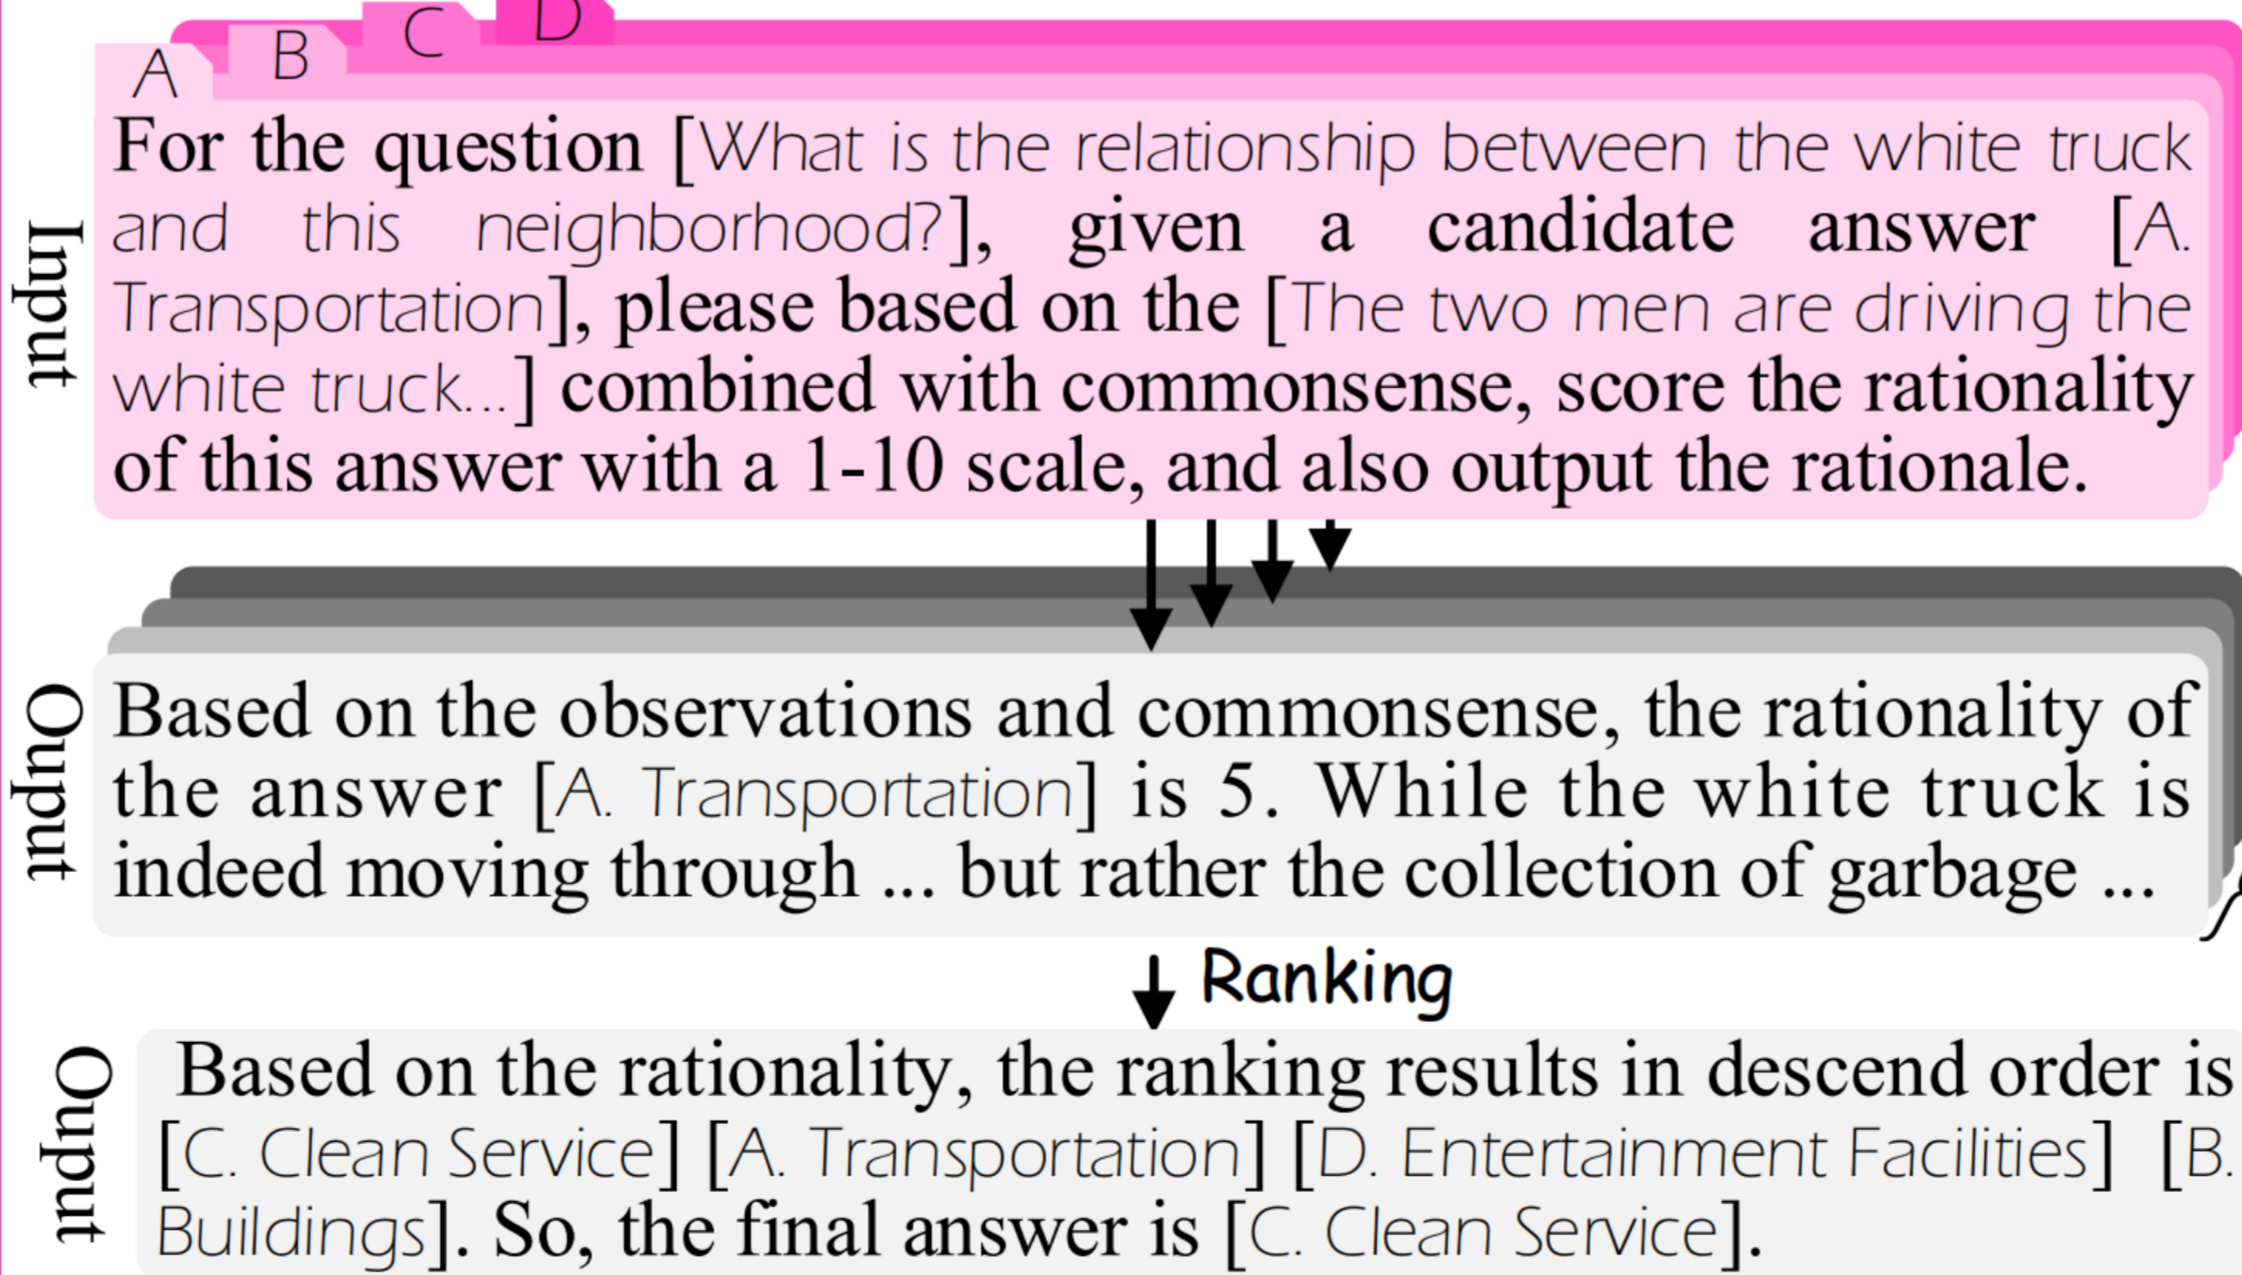 A
B
C
D
Input
For the question [What is the relationship between the white truck
and this neighborhood?], given a candidate answer [A.
Transportation], please based on the [The two men are driving the
white truck...] combined with commonsense, score the rationality
of this answer with a 1-10 scale, and also output the rationale.
Ouput
Based on the observations and commonsense, the rationality of
the answer [A. Transportation] is 5. While the white truck is
indeed moving through ... but rather the collection of garbage ...
Ranking
Ouput
Based on the rationality, the ranking results in descend order is
[C. Clean Service] [A. Transportation] [D. Entertainment Facilities] [B.
Buildings]. So, the final answer is [C. Clean Service].